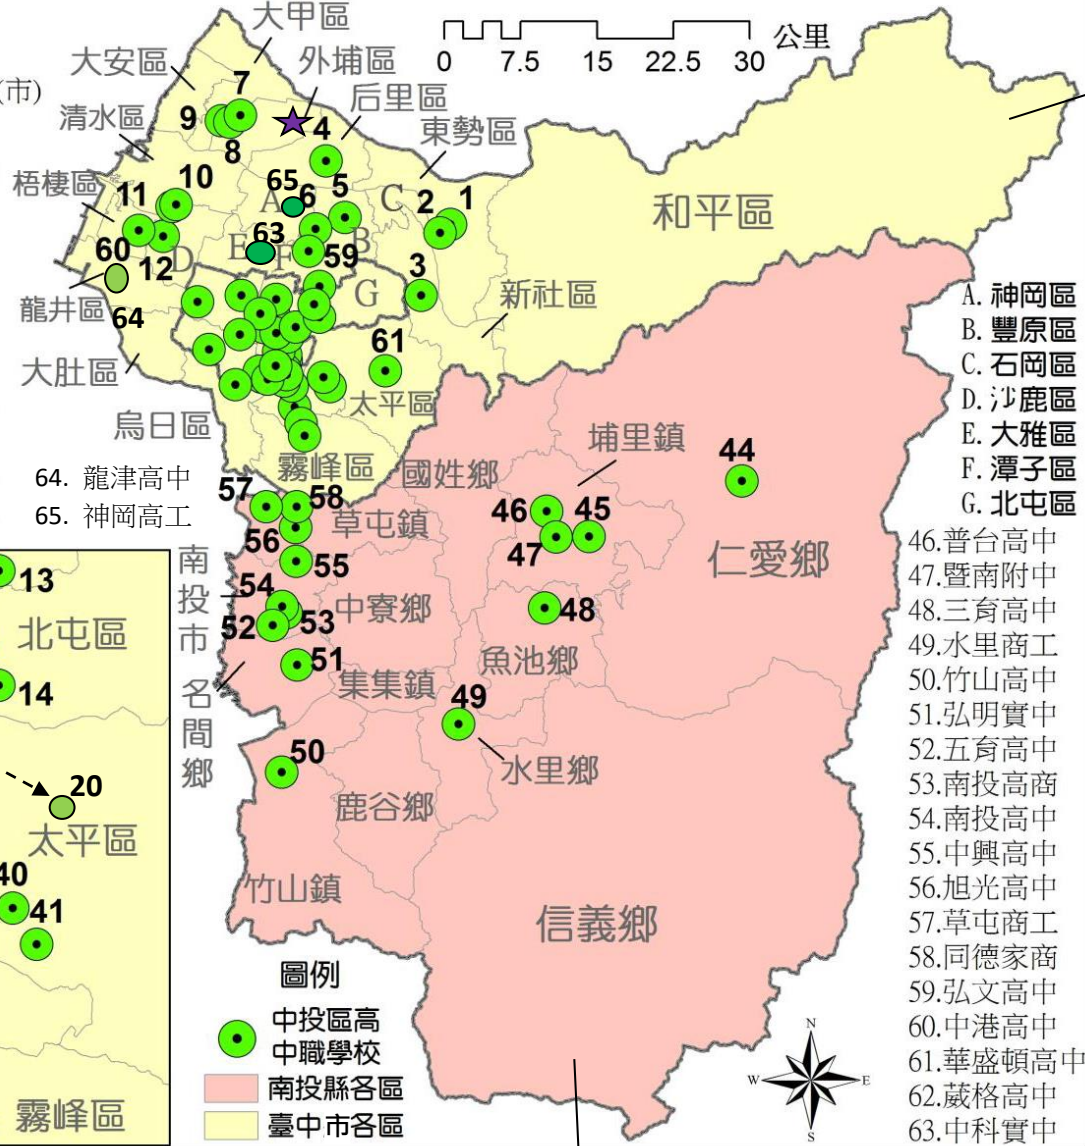 大甲區
外埔區
大安區
7
后里區
(市)
清水區
9
8
4
東勢區
梧棲區
10
11
65
A
6
5
C
2
1
和平區
60
12
D
E
63
F
59
B
3
G
龍井區
64
新社區
大肚區
61
太平區
烏日區
霧峰區
國姓鄉
埔里鎮
44
64. 龍津高中
65. 神岡高工
57
58
56
草屯鎮
46
45
47
仁愛鄉
55
南投市
54
53
52
中寮鄉
48
51
魚池鄉
名間鄉
集集鎮
49
水里鄉
50
鹿谷鄉
竹山鎮
信義鄉
0 7.5 15 22.5 30 公里
A. 神岡區
B. 豐原區
C. 石岡區
D. 沙鹿區
E. 大雅區
F. 潭子區
G. 北屯區
46.普台高中
47.暨南附中
48.三育高中
49.水里商工
50.竹山高中
51.弘明實中
52.五育高中
53.南投高商
54.南投高中
55.中興高中
56.旭光高中
57.草屯商工
58.同德家商
59.弘文高中
60.中港高中
61.華盛頓高中
62.葳格高中
63.中科實中
13
北屯區
14
20
太平區
40
41
霧峰區
圖例
中投區高
中職學校
南投縣各區
臺中市各區
N
W
E
S